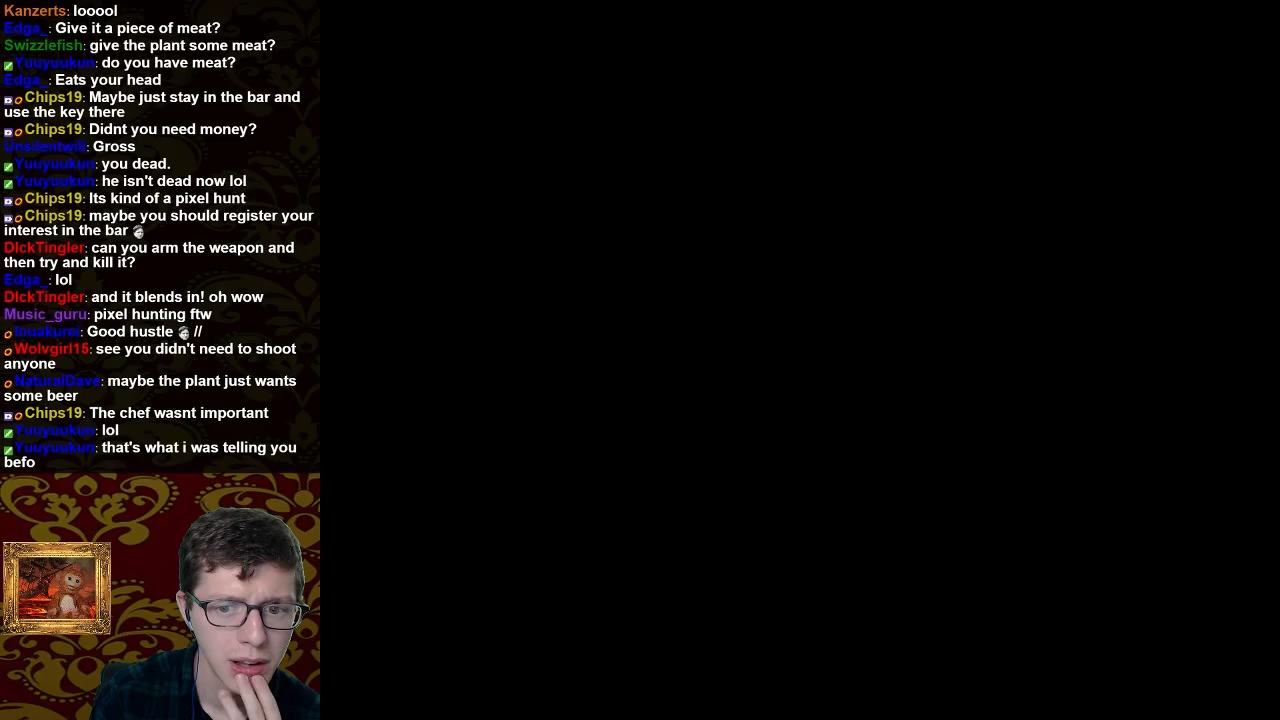 Kanzerts: looool
Edga_: Give it a piece of meat?
Swizzlefish: give the plant some meat?
Yuuyuukun: do you have meat?
Edga_: Eats your head
Chips19: Maybe just stay in the bar and
use the key there
Chips19: Didnt you need money?
Unsilentwill: Gross
Yuuyuukun: you dead.
Yuuyuukun: he isn't dead now lol
Chips19: Its kind of a pixel hunt
Chips19: maybe you should register your
interest in the bar
DIckTingler: can you arm the weapon and
then try and kill it?
Edga_: lol
DIckTingler: and it blends in! oh wow
Music_guru: pixel hunting ftw
Inuakurei: Good hustle //
Wolvgirl15: see you didn't need to shoot
anyone
NaturalDave: maybe the plant just wants
some beer
Chips19: The chef wasnt important
Yuuyuukun: lol
Yuuyuukun: that's what i was telling you
befo